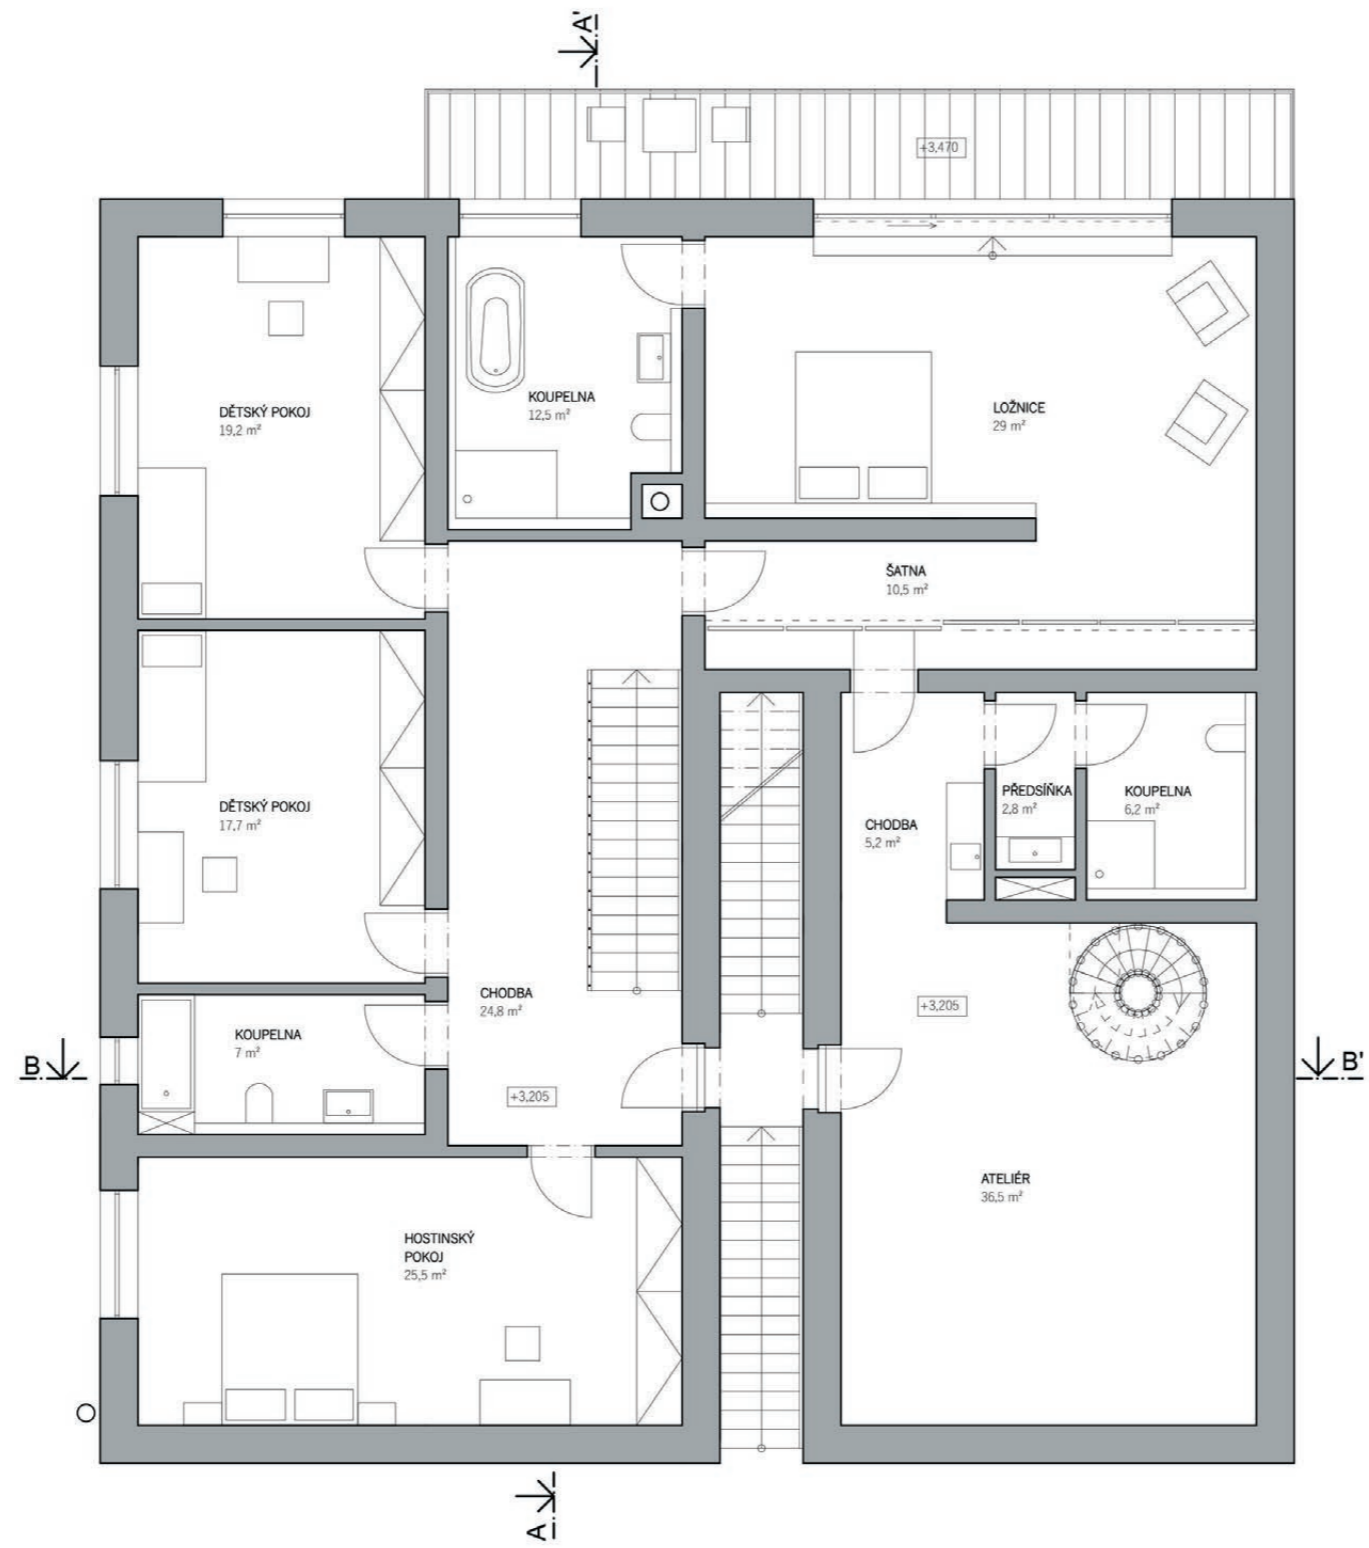 A'
+3,470
DĚTSKÝ POKOJ
19,2 m²
KOUPELNA
12,5 m²
LOŽNICE
29 m²
ŠATNA
10,5 m²
DĚTSKÝ POKOJ
17,7 m²
CHODBA
5,2 m²
PŘEDSÍŇKA
2,8 m²
KOUPELNA
6,2 m²
CHODBA
24,8 m²
+3,205
KOUPELNA
7 m²
B
B'
+3,205
ATELIÉR
36,5 m²
HOSTINSKÝ
POKOJ
25,5 m²
A